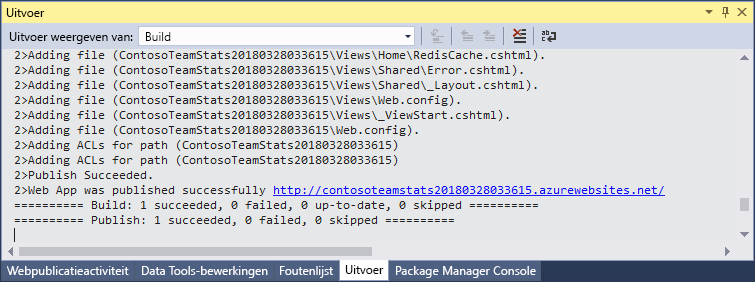 Uitvoer
Uitvoer weergeven van: Build
2>Adding file (ContosoTeamStats20180328033615\Views\Home\RedisCache.cshtml).
2>Adding file (ContosoTeamStats20180328033615\Views\Shared\Error.cshtml).
2>Adding file (ContosoTeamStats20180328033615\Views\Shared\_Layout.cshtml).
2>Adding file (ContosoTeamStats20180328033615\Views\Web.config).
2>Adding file (ContosoTeamStats20180328033615\Views\_ViewStart.cshtml).
2>Adding file (ContosoTeamStats20180328033615\Web.config).
2>Adding ACLs for path (ContosoTeamStats20180328033615)
2>Adding ACLs for path (ContosoTeamStats20180328033615)
2>Publish Succeeded.
2>Web App was published successfully http://contosoteamstats20180328033615.azurewebsites.net/
========== Build: 1 succeeded, 0 failed, 0 up-to-date, 0 skipped ==========
========== Publish: 1 succeeded, 0 failed, 0 skipped ==========
Webpublicatieactiviteit Data Tools-bewerkingen Foutenlijst Uitvoer Package Manager Console